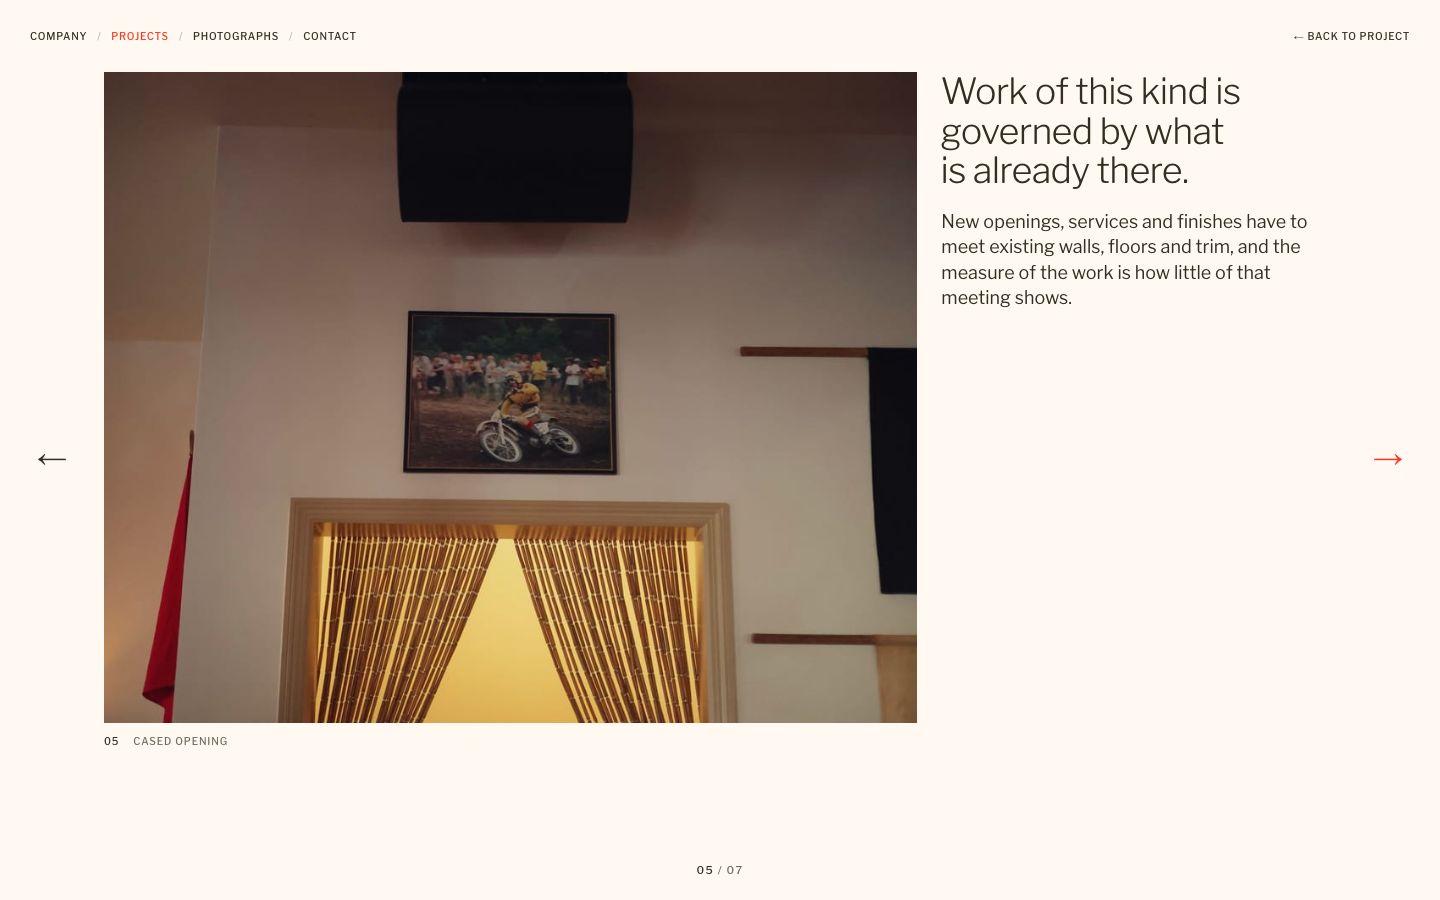 COMPANY / PROJECTS / PHOTOGRAPHS / CONTACT
← BACK TO PROJECT
Work of this kind is
governed by what
is already there.
New openings, services and finishes have to
meet existing walls, floors and trim, and the
measure of the work is how little of that
meeting shows.
←
→
05 CASED OPENING
05 / 07